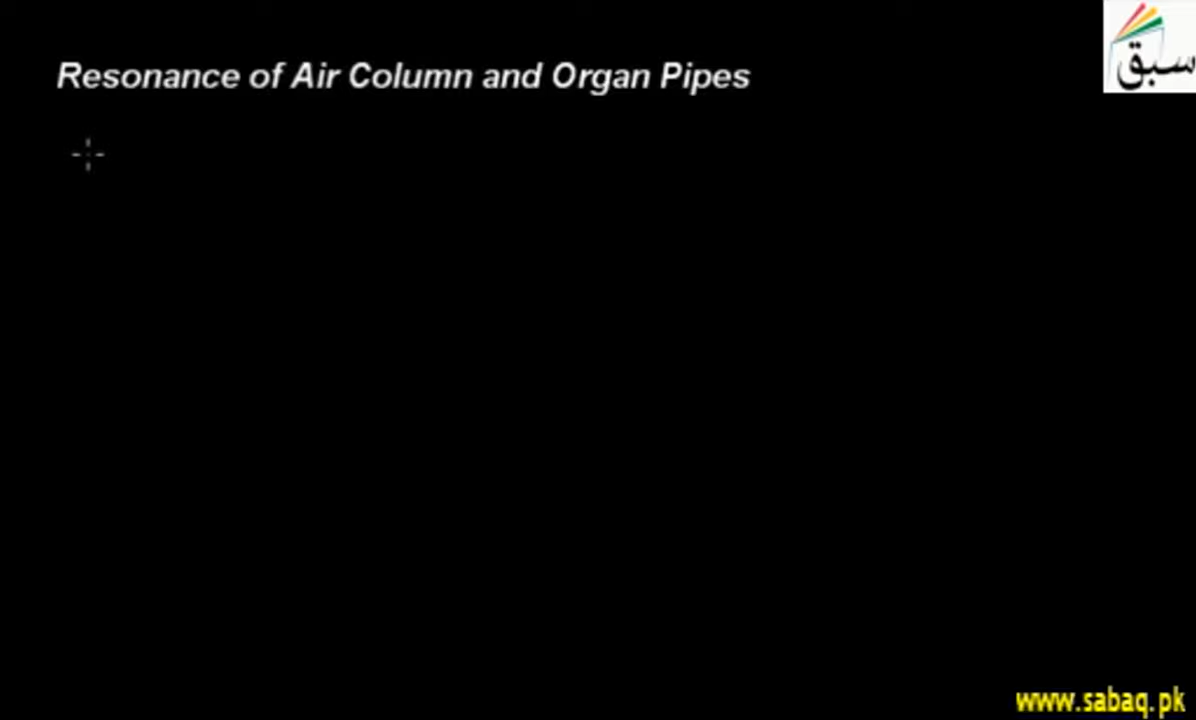 سبق
Resonance of Air Column and Organ Pipes
www.sabaq.pk